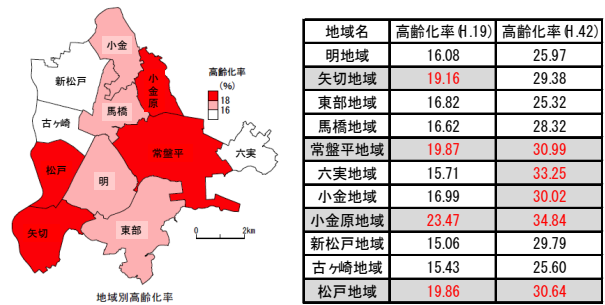 小金
新松戸
小金原
高齢化率
(%)
18
16
馬橋
古ヶ崎
常盤平
六実
松戸
明
矢切
東部
0 2km
地域別高齢化率
地域名 高齢化率(H.19) 高齢化率(H.42)
明地域 16.08 25.97
矢切地域 19.16 29.38
東部地域 16.82 25.32
馬橋地域 16.62 28.32
常盤平地域 19.87 30.99
六実地域 15.71 33.25
小金地域 16.99 30.02
小金原地域 23.47 34.84
新松戸地域 15.06 29.79
古ヶ崎地域 15.43 25.60
松戸地域 19.86 30.64